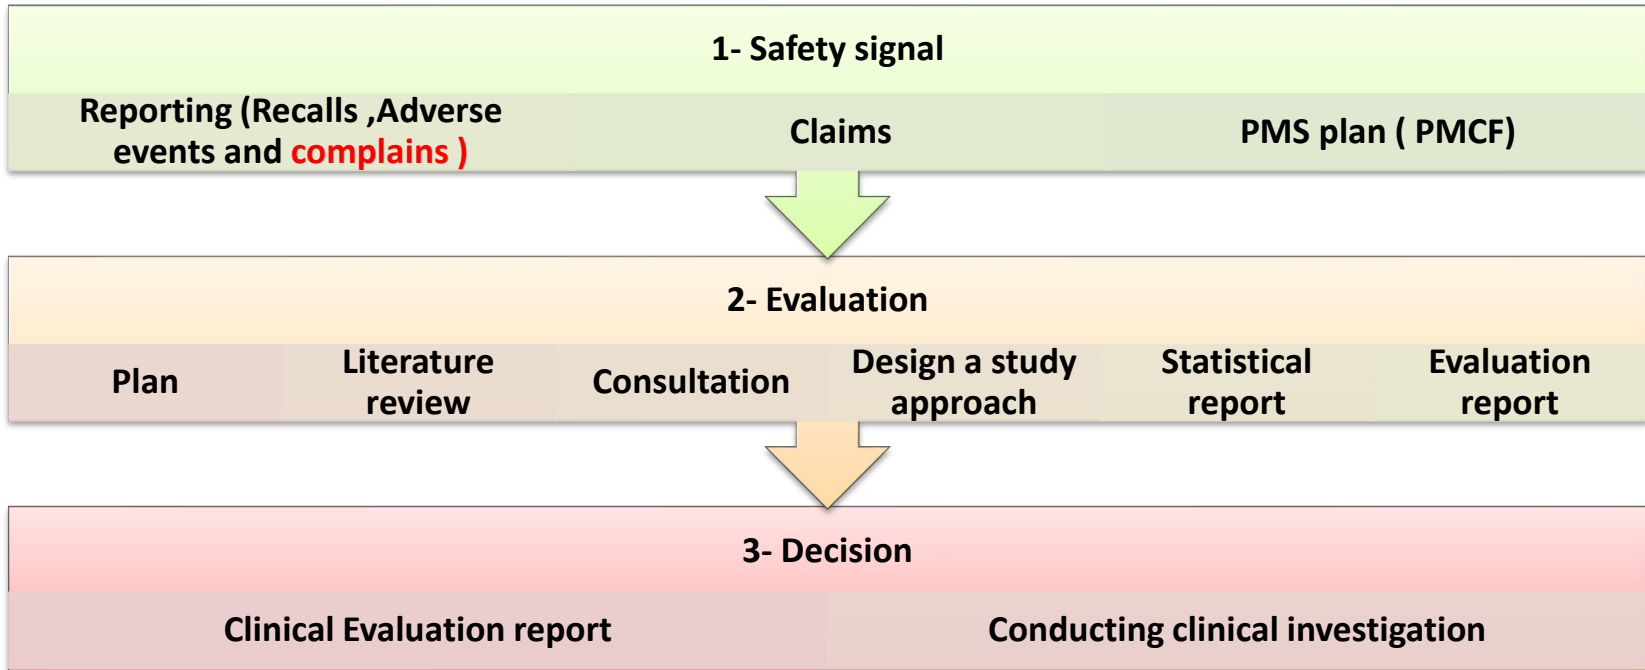 1- Safety signal
Reporting (Recalls ,Adverse
events and complains )
Claims
PMS plan ( PMCF)
2- Evaluation
Plan
Literature
review
Consultation
Design a study
approach
Statistical
report
Evaluation
report
3- Decision
Clinical Evaluation report
Conducting clinical investigation